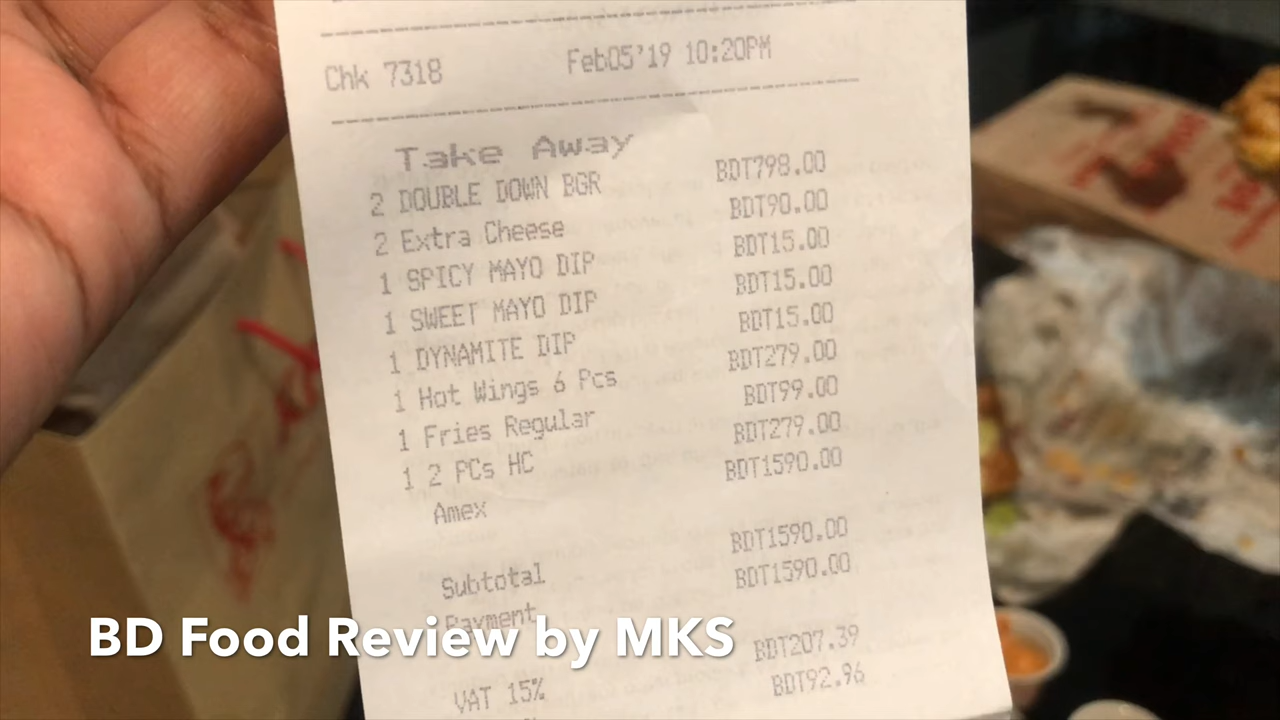 Chk 7318 Feb05'19 10:20PM
Take Away
2 DOUBLE DOWN BGR BDT798.00
2 Extra Cheese BDT90.00
1 SPICY MAYO DIP BDT15.00
1 SWEET MAYO DIP BDT15.00
1 DYNAMITE DIP BDT15.00
1 Hot Wings 6 Pcs BDT279.00
1 Fries Regular BDT99.00
1 2 PCs HC BDT279.00
Amex BDT1590.00
Subtotal BDT1590.00
Payment BDT1590.00
VAT 15% BDT207.39
BDT92.96
BD Food Review by MKS